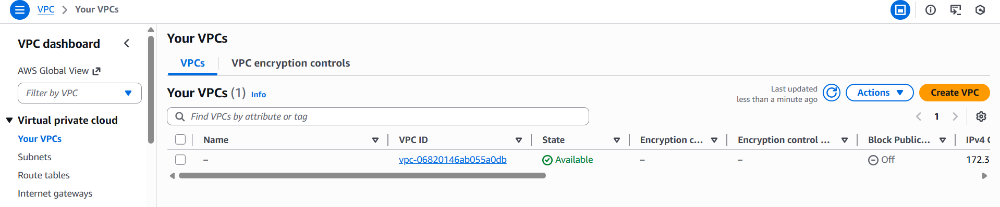 VPC > Your VPCs
VPC dashboard
AWS Global View
Filter by VPC
Virtual private cloud
Your VPCs
Subnets
Route tables
Internet gateways
Your VPCs
VPCs
VPC encryption controls
Your VPCs (1) Info
Last updated
less than a minute ago
Actions
Create VPC
Find VPCs by attribute or tag
1
Name VPC ID State Encryption c... Encryption control ... Block Public... IPv4
– vpc-06820146ab055a0db Available – – Off 172.3